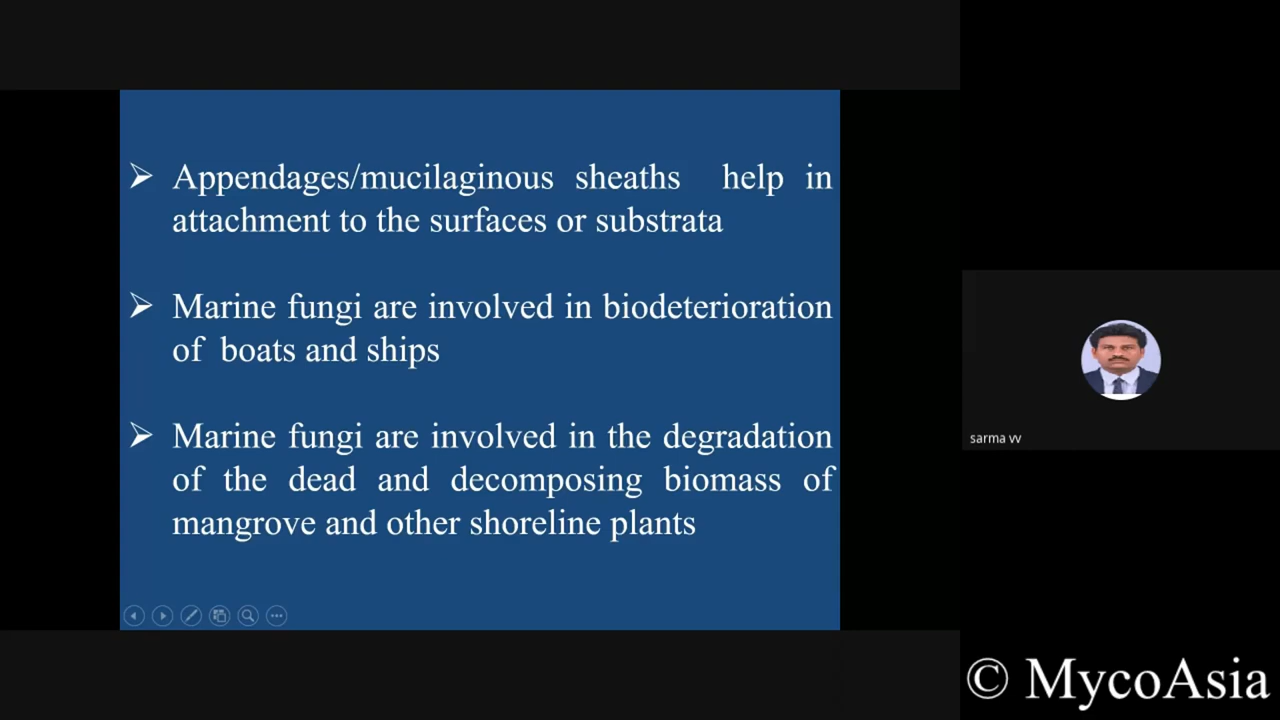 Appendages/mucilaginous sheaths help in
attachment to the surfaces or substrata
Marine fungi are involved in biodeterioration
of boats and ships
Marine fungi are involved in the degradation
of the dead and decomposing biomass of
mangrove and other shoreline plants
sarma vv
© MycoAsia